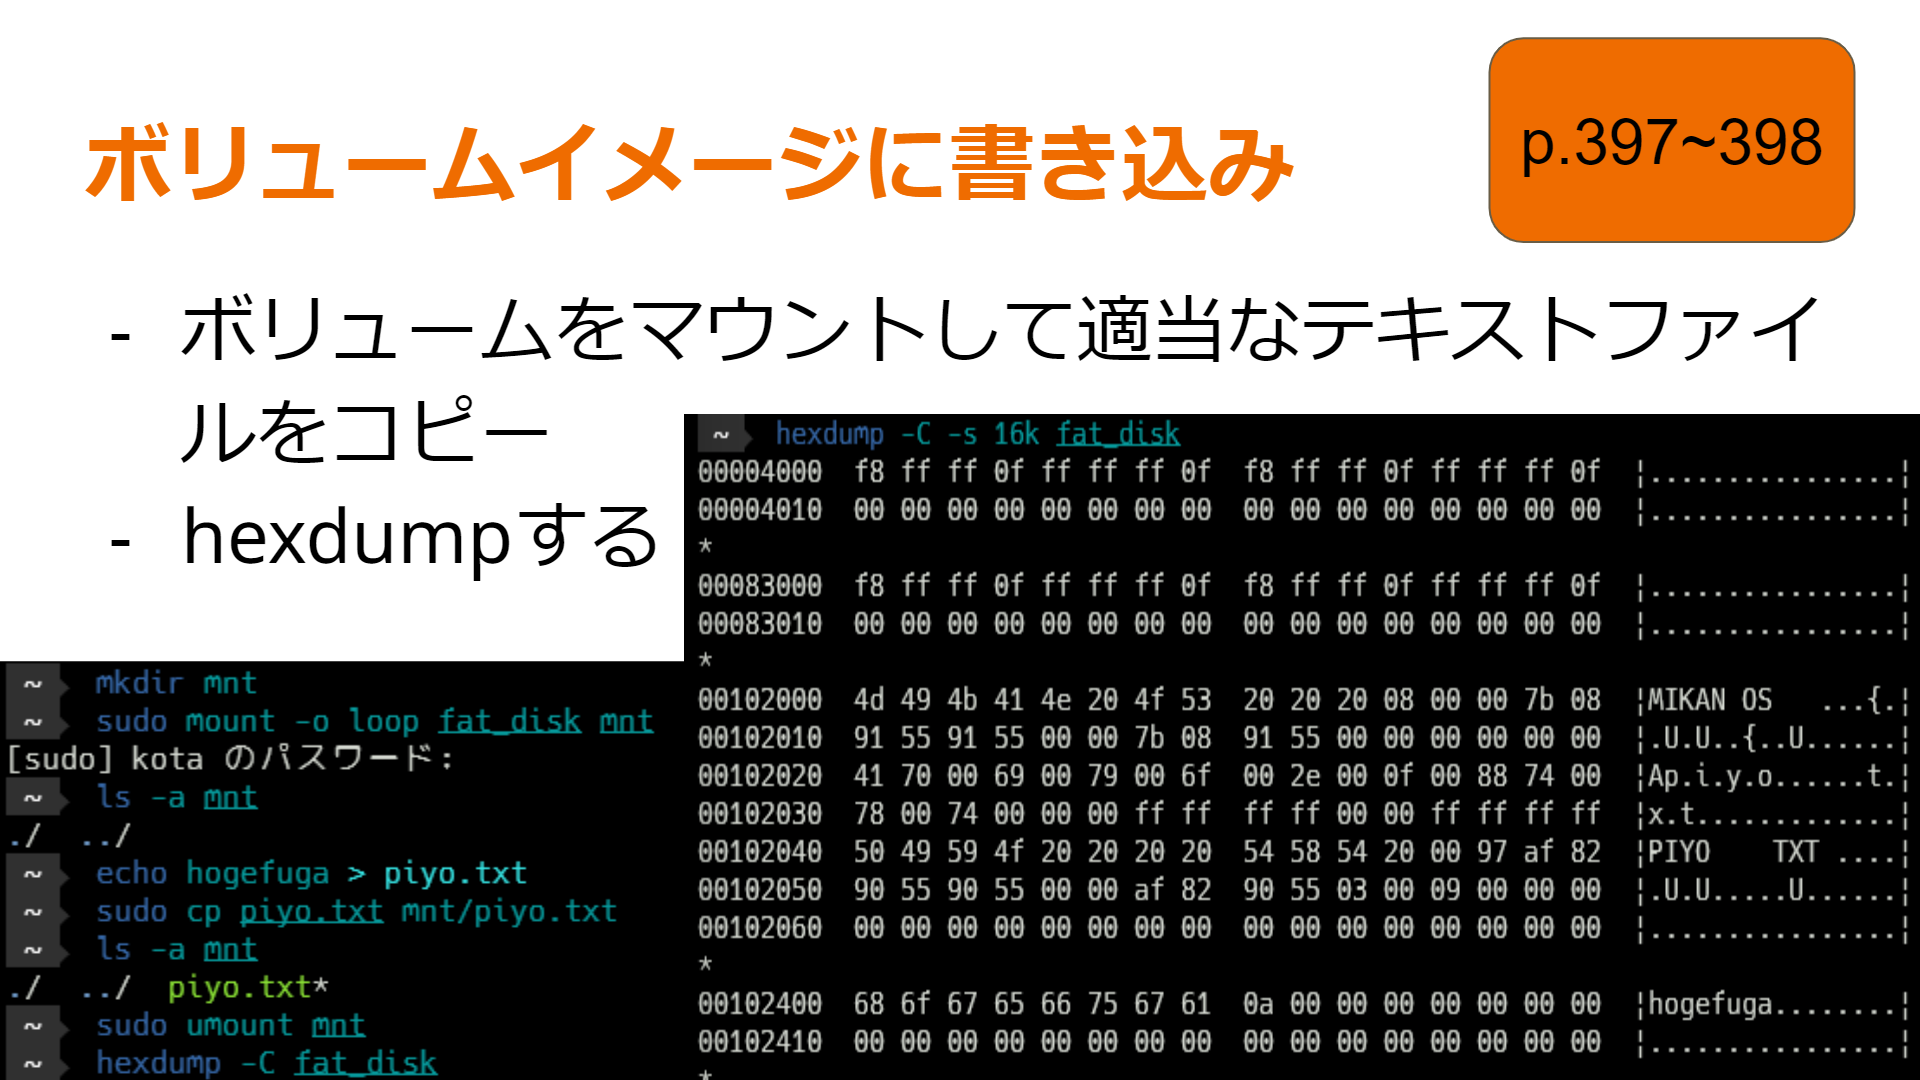 ボリュームイメージに書き込み
p.397~398
- ボリュームをマウントして適当なテキストファイ
ルをコピー
- hexdumpする
~ mkdir mnt
~ sudo mount -o loop fat_disk mnt
[sudo] kota のパスワード:
~ ls -a mnt
./  ../
~ echo hogefuga > piyo.txt
~ sudo cp piyo.txt mnt/piyo.txt
~ ls -a mnt
./  ../  piyo.txt*
~ sudo umount mnt
~ hexdump -C fat_disk
~ hexdump -C -s 16k fat_disk
00004000  f8 ff ff 0f ff ff ff 0f  f8 ff ff 0f ff ff ff 0f  |................|
00004010  00 00 00 00 00 00 00 00  00 00 00 00 00 00 00 00  |................|
*
00083000  f8 ff ff 0f ff ff ff 0f  f8 ff ff 0f ff ff ff 0f  |................|
00083010  00 00 00 00 00 00 00 00  00 00 00 00 00 00 00 00  |................|
*
00102000  4d 49 4b 41 4e 20 4f 53  20 20 20 08 00 00 7b 08  |MIKAN OS   ...{.|
00102010  91 55 91 55 00 00 7b 08  91 55 00 00 00 00 00 00  |.U.U..{..U......|
00102020  41 70 00 69 00 79 00 6f  00 2e 00 0f 00 88 74 00  |Ap.i.y.o......t.|
00102030  78 00 74 00 00 00 ff ff  ff ff 00 00 ff ff ff ff  |x.t.............|
00102040  50 49 59 4f 20 20 20 20  54 58 54 20 00 97 af 82  |PIYO    TXT ....|
00102050  90 55 90 55 00 00 af 82  90 55 03 00 09 00 00 00  |.U.U.....U......|
00102060  00 00 00 00 00 00 00 00  00 00 00 00 00 00 00 00  |................|
*
00102400  68 6f 67 65 66 75 67 61  0a 00 00 00 00 00 00 00  |hogefuga........|
00102410  00 00 00 00 00 00 00 00  00 00 00 00 00 00 00 00  |................|
*